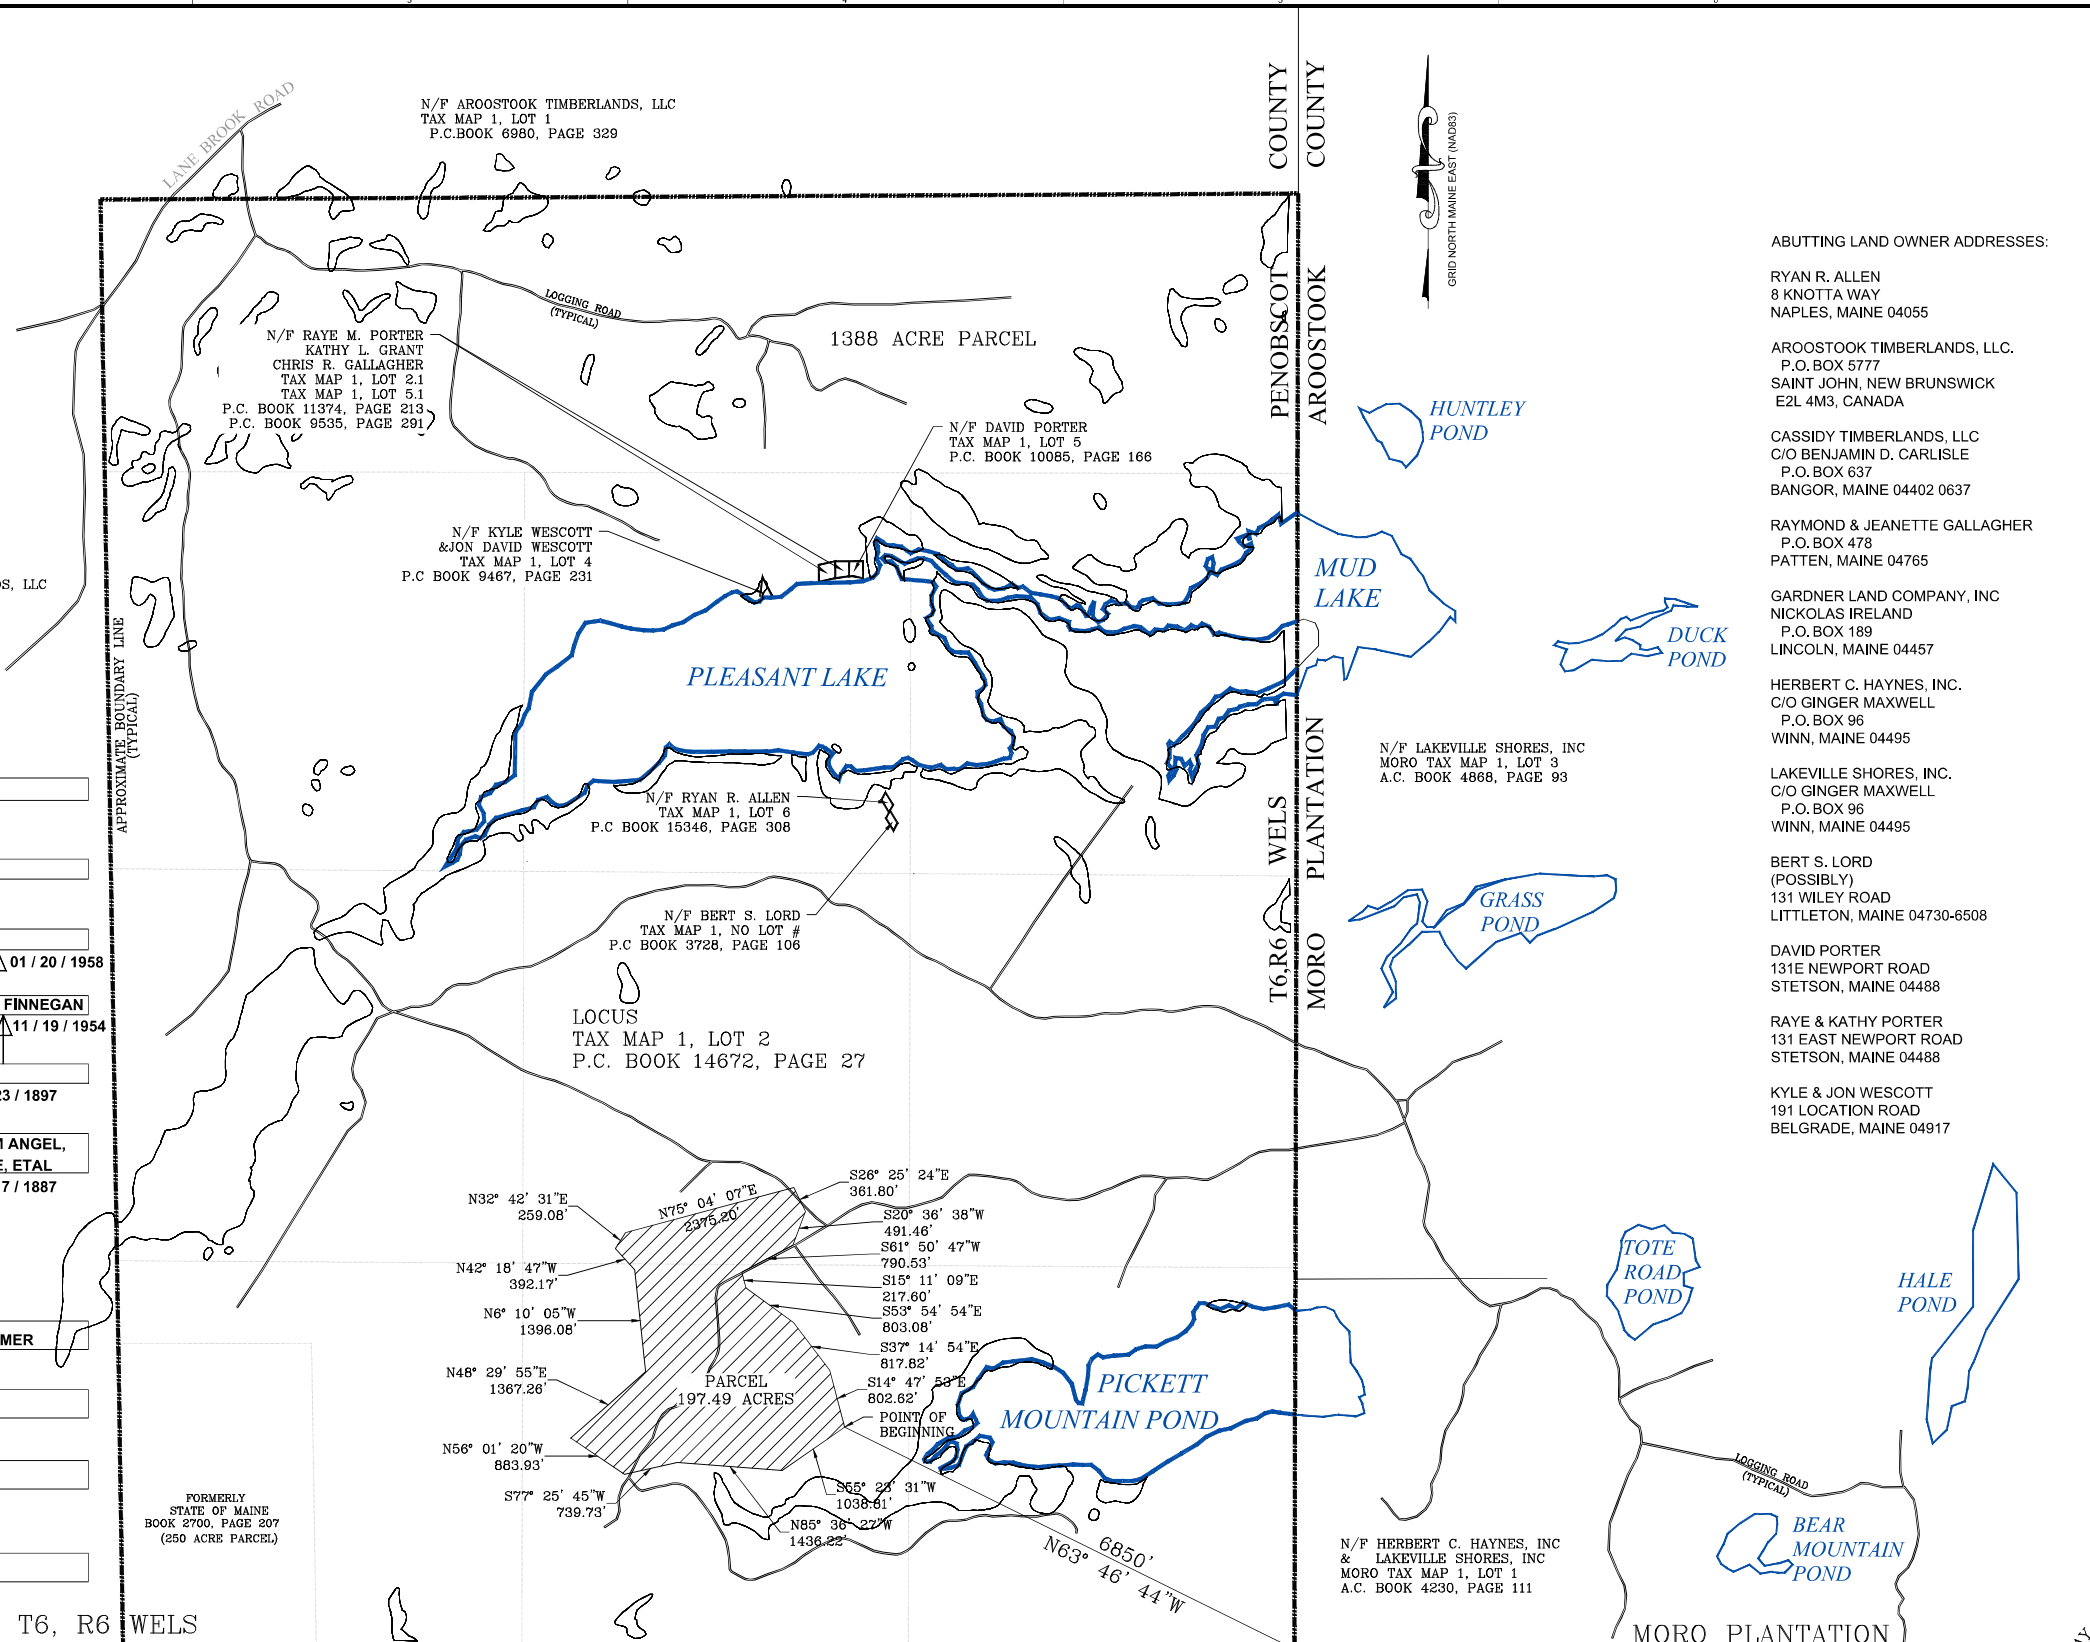 LANE BROOK ROAD
N/F AROOSTOOK TIMBERLANDS, LLC
TAX MAP 1, LOT 1
P.C.BOOK 6980, PAGE 329
PENOBSCOT COUNTY
AROOSTOOK COUNTY
GRID NORTH MAINE EAST (NAD83)
LOGGING ROAD
(TYPICAL)
1388 ACRE PARCEL
N/F RAYE M. PORTER
KATHY L. GRANT
CHRIS R. GALLAGHER
TAX MAP 1, LOT 2.1
TAX MAP 1, LOT 5.1
P.C. BOOK 11374, PAGE 213
P.C. BOOK 9535, PAGE 291
N/F DAVID PORTER
TAX MAP 1, LOT 5
P.C. BOOK 10085, PAGE 166
N/F KYLE WESCOTT
&JON DAVID WESCOTT
TAX MAP 1, LOT 4
P.C BOOK 9467, PAGE 231
HUNTLEY
POND
MUD
LAKE
DUCK
POND
PLEASANT LAKE
S, LLC
APPROXIMATE BOUNDARY LINE
(TYPICAL)
N/F RYAN R. ALLEN
TAX MAP 1, LOT 6
P.C BOOK 15346, PAGE 308
N/F BERT S. LORD
TAX MAP 1, NO LOT #
P.C BOOK 3728, PAGE 106
N/F LAKEVILLE SHORES, INC
MORO TAX MAP 1, LOT 3
A.C. BOOK 4868, PAGE 93
T6,R6 WELS
MORO PLANTATION
GRASS
POND
LOCUS
TAX MAP 1, LOT 2
P.C. BOOK 14672, PAGE 27
01 / 20 / 1958
FINNEGAN
11 / 19 / 1954
23 / 1897
M ANGEL,
E, ETAL
7 / 1887
MER
N32° 42' 31"E
259.08'
N75° 04' 07"E
2375.20'
S26° 25' 24"E
361.80'
S20° 36' 38"W
491.46'
S61° 50' 47"W
790.53'
S15° 11' 09"E
217.60'
S53° 54' 54"E
803.08'
S37° 14' 54"E
817.82'
S14° 47' 53"E
802.62'
POINT OF
BEGINNING
N42° 18' 47"W
392.17'
N6° 10' 05"W
1396.08'
N48° 29' 55"E
1367.26'
N56° 01' 20"W
883.93'
S77° 25' 45"W
739.73'
PARCEL
197.49 ACRES
S55° 23' 31"W
1038.81'
N85° 36' 27"W
1436.22'
6850'
N63° 46' 44"W
PICKETT
MOUNTAIN POND
TOTE
ROAD
POND
HALE
POND
LOGGING ROAD
(TYPICAL)
BEAR
MOUNTAIN
POND
FORMERLY
STATE OF MAINE
BOOK 2700, PAGE 207
(250 ACRE PARCEL)
N/F HERBERT C. HAYNES, INC
& LAKEVILLE SHORES, INC
MORO TAX MAP 1, LOT 1
A.C. BOOK 4230, PAGE 111
T6, R6 WELS
MORO PLANTATION
ABUTTING LAND OWNER ADDRESSES:
RYAN R. ALLEN
8 KNOTTA WAY
NAPLES, MAINE 04055
AROOSTOOK TIMBERLANDS, LLC.
P.O. BOX 5777
SAINT JOHN, NEW BRUNSWICK
E2L 4M3, CANADA
CASSIDY TIMBERLANDS, LLC
C/O BENJAMIN D. CARLISLE
P.O. BOX 637
BANGOR, MAINE 04402 0637
RAYMOND & JEANETTE GALLAGHER
P.O. BOX 478
PATTEN, MAINE 04765
GARDNER LAND COMPANY, INC
NICKOLAS IRELAND
P.O. BOX 189
LINCOLN, MAINE 04457
HERBERT C. HAYNES, INC.
C/O GINGER MAXWELL
P.O. BOX 96
WINN, MAINE 04495
LAKEVILLE SHORES, INC.
C/O GINGER MAXWELL
P.O. BOX 96
WINN, MAINE 04495
BERT S. LORD
(POSSIBLY)
131 WILEY ROAD
LITTLETON, MAINE 04730-6508
DAVID PORTER
131E NEWPORT ROAD
STETSON, MAINE 04488
RAYE & KATHY PORTER
131 EAST NEWPORT ROAD
STETSON, MAINE 04488
KYLE & JON WESCOTT
191 LOCATION ROAD
BELGRADE, MAINE 04917